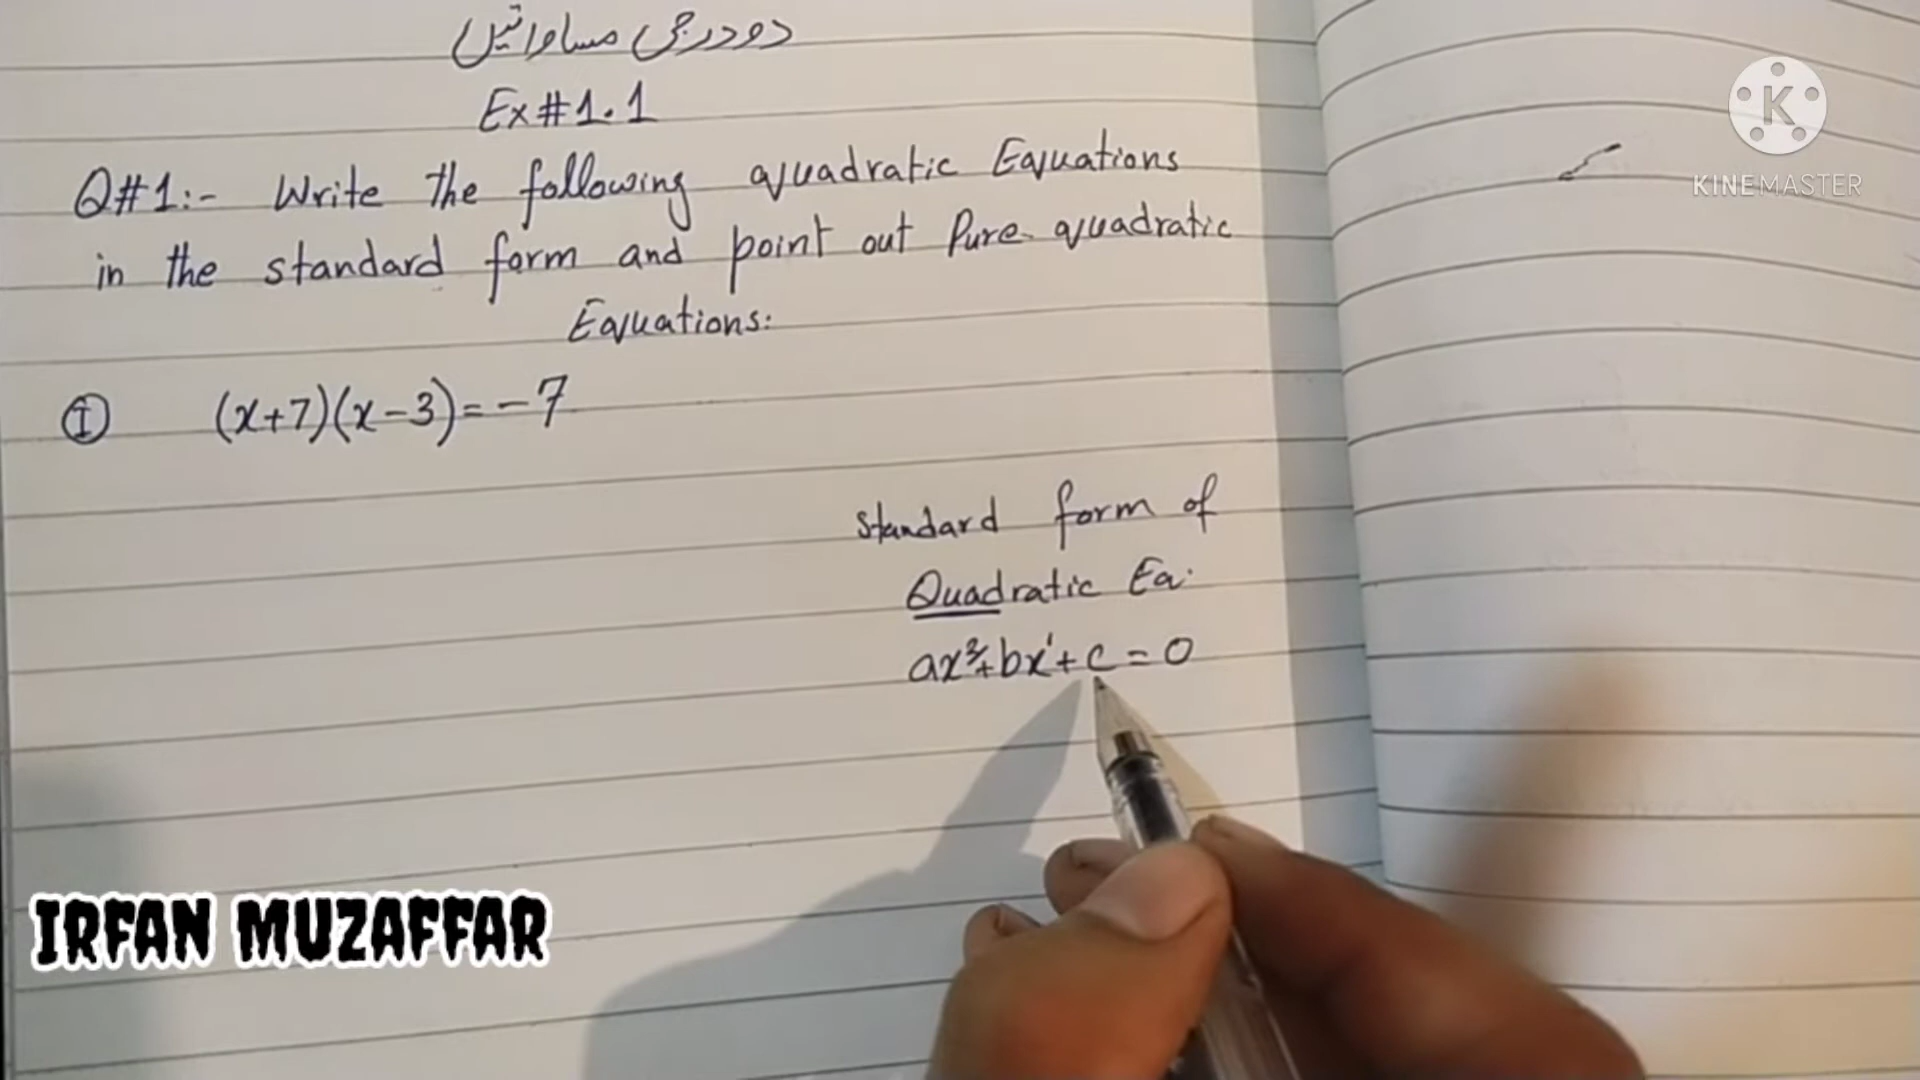 دو درجی مساواتیں
Ex#1.1
Q#1:- Write the following quadratic Equations
in the standard form and point out Pure quadratic
Equations:
Ⓘ (x+7)(x-3)=-7
Standard form of
Quadratic Eq.
ax²+bx¹+c=0
KINEMASTER
IRFAN MUZAFFAR